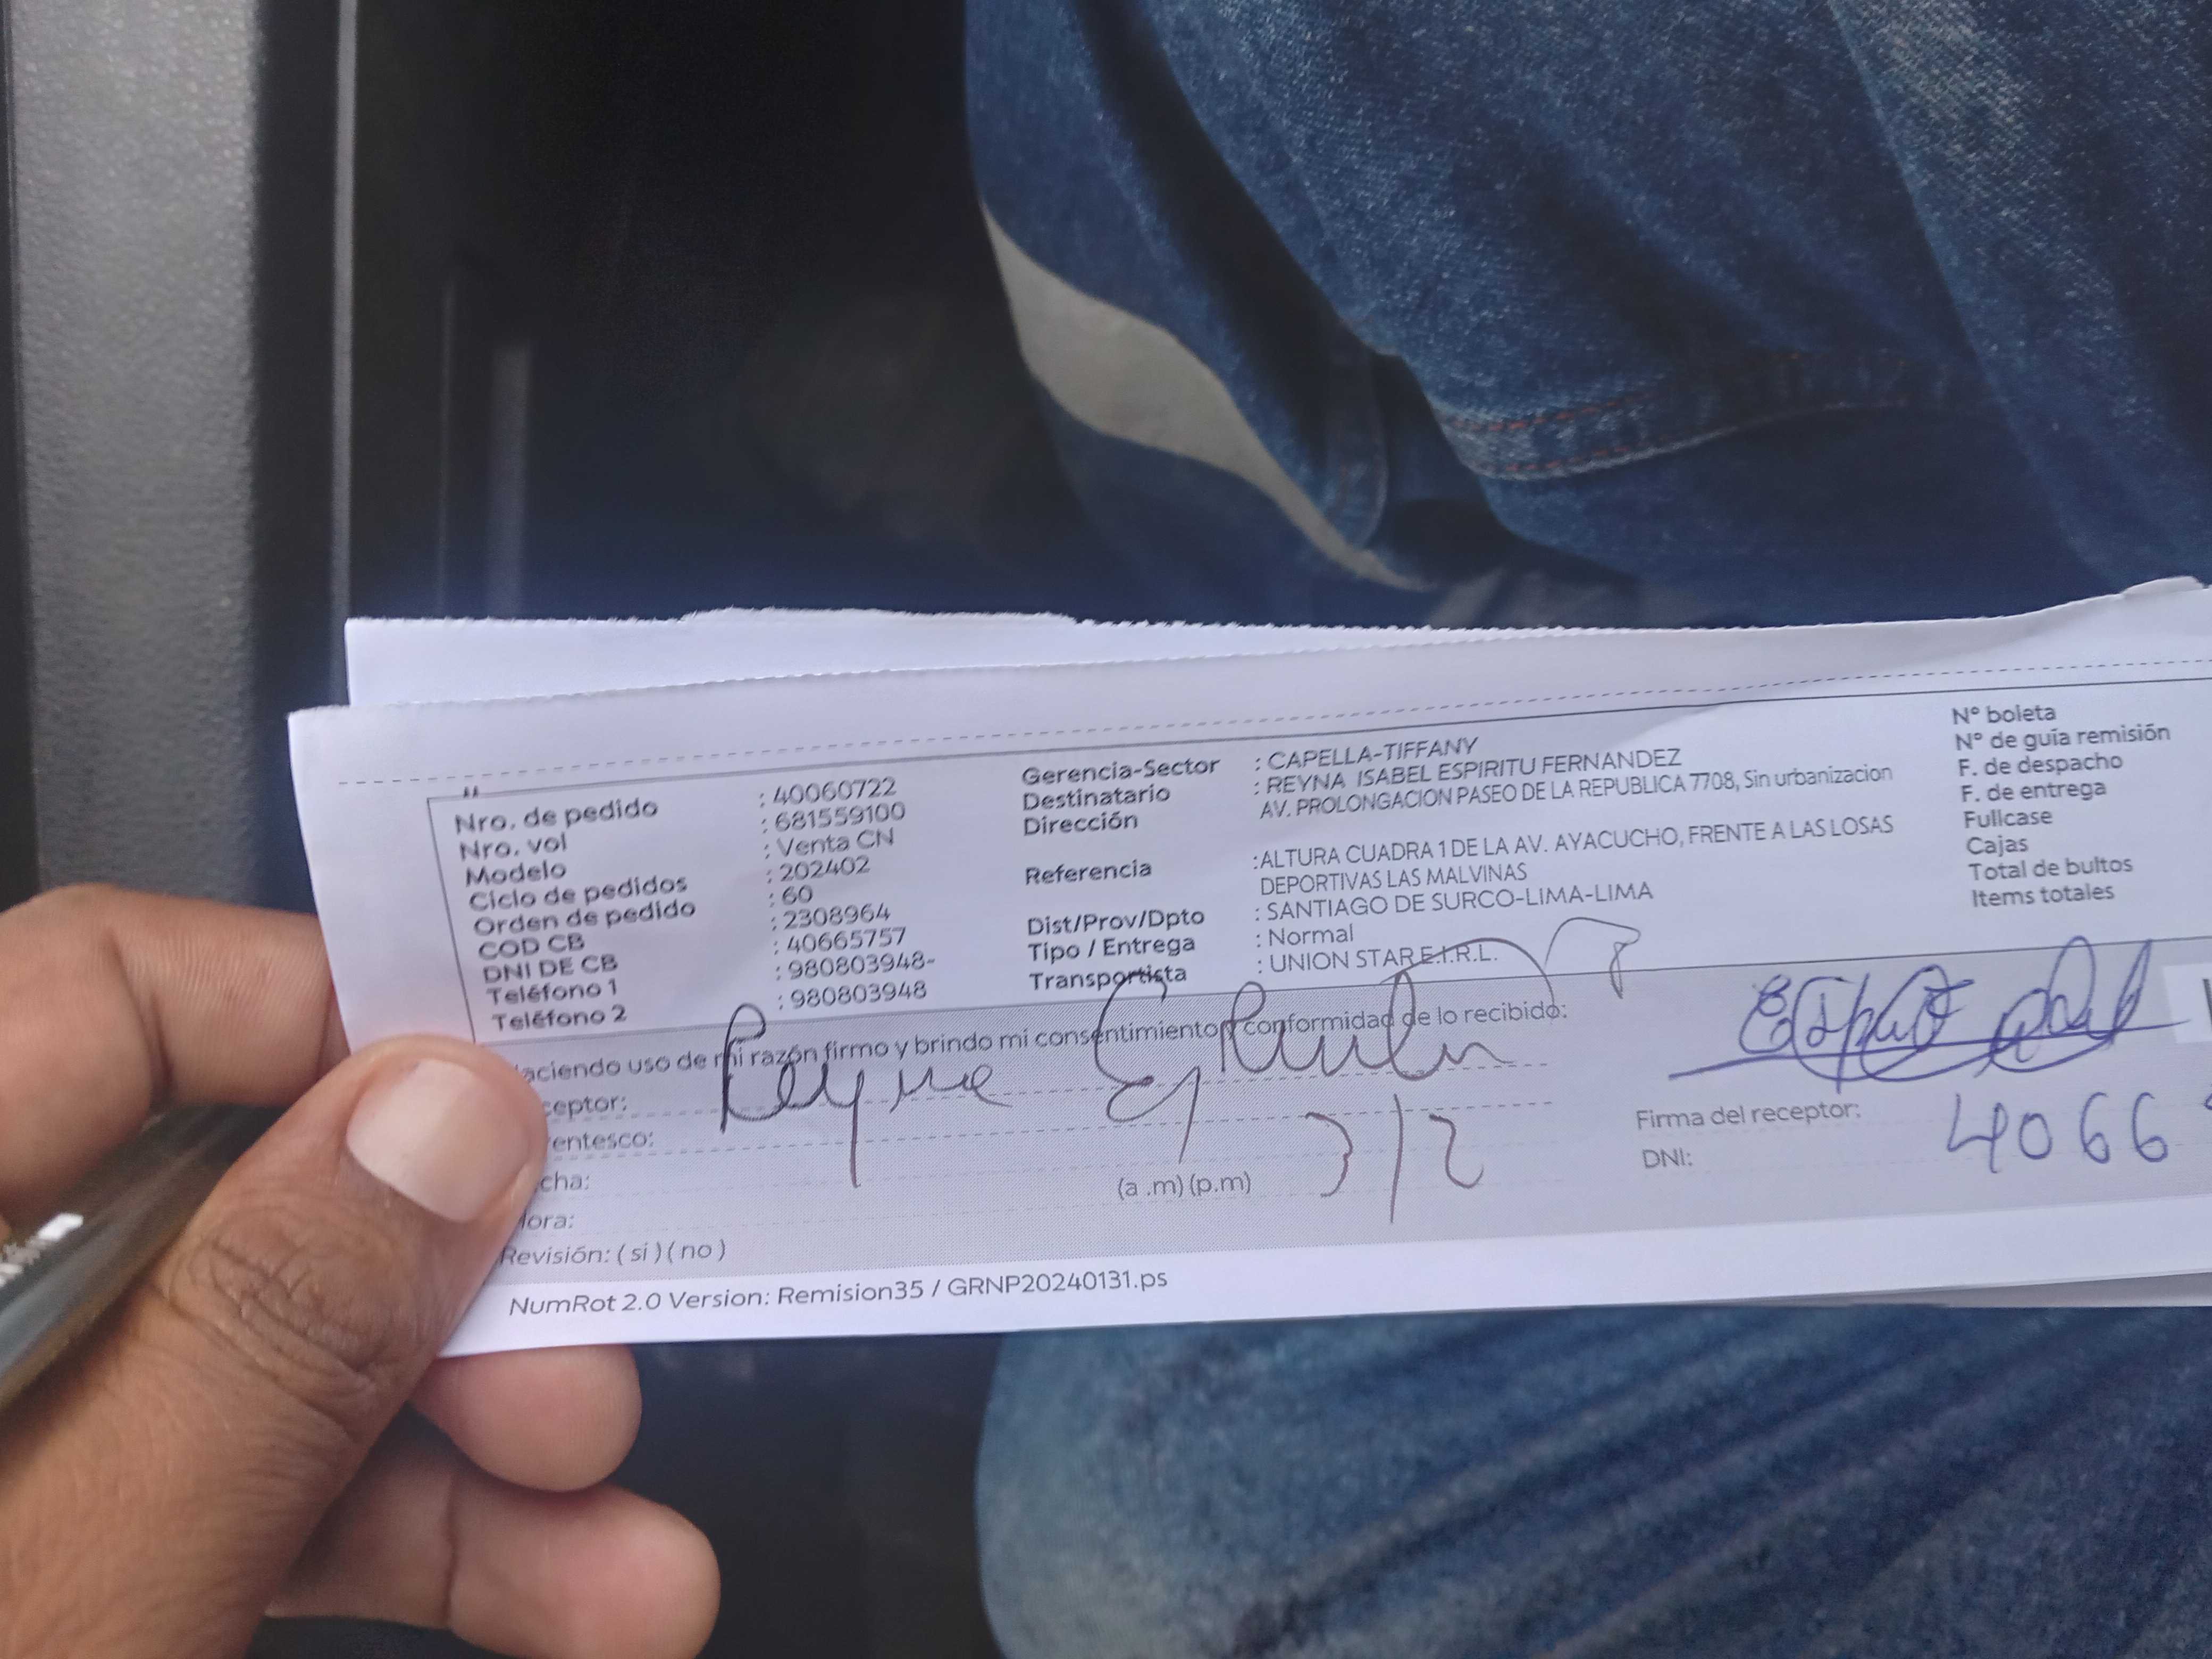 Nro. de pedido : 40060722
Nro. vol : 681559100
Modelo : Venta CN
Ciclo de pedidos : 202402
Orden de pedido : 60
COD CB : 2308964
DNI DE CB : 40665757
Teléfono 1 : 980803948-
Teléfono 2 : 980803948
Gerencia-Sector : CAPELLA-TIFFANY
Destinatario : REYNA ISABEL ESPIRITU FERNANDEZ
Dirección AV. PROLONGACION PASEO DE LA REPUBLICA 7708, Sin urbanizacion
Referencia :ALTURA CUADRA 1 DE LA AV. AYACUCHO, FRENTE A LAS LOSAS
DEPORTIVAS LAS MALVINAS
Dist/Prov/Dpto : SANTIAGO DE SURCO-LIMA-LIMA
Tipo / Entrega : Normal
Transportista : UNION STAR E.I.R.L.
N° boleta
N° de guía remisión
F. de despacho
F. de entrega
Fullcase
Cajas
Total de bultos
Items totales
aciendo uso de mi razón firmo y brindo mi consentimiento y conformidad de lo recibido:
ceptor: Reyna
entesco:
cha: 3/2
(a .m) (p.m)
ora:
Revisión: ( si ) ( no )
Firma del receptor:
DNI: 4066
NumRot 2.0 Version: Remision35 / GRNP20240131.ps